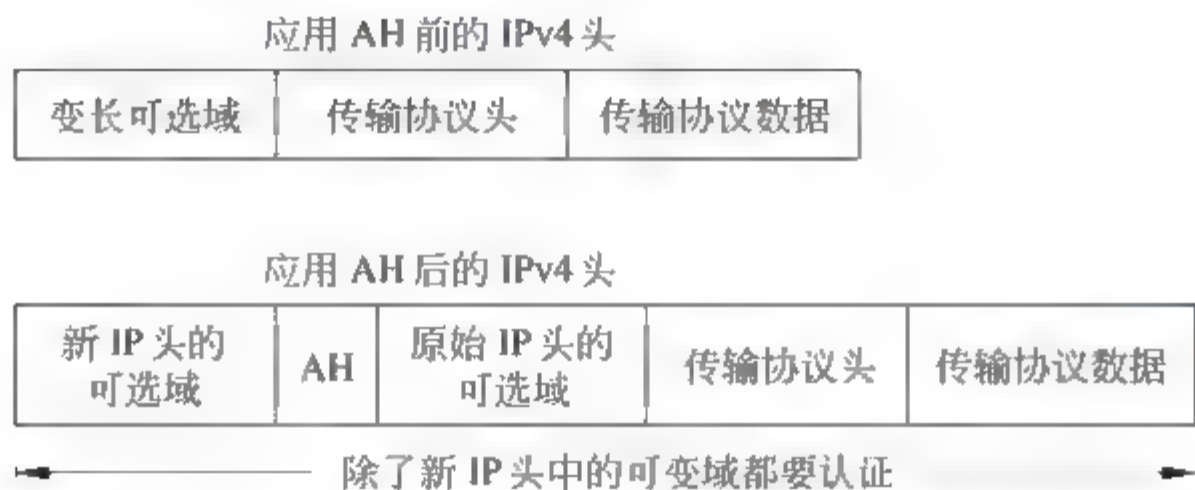 应用 AH 前的 IPv4 头
变长可选域 传输协议头 传输协议数据
应用 AH 后的 IPv4 头
新 IP 头的
可选域
AH
原始 IP 头的
可选域
传输协议头
传输协议数据
除了新 IP 头中的可变域都要认证